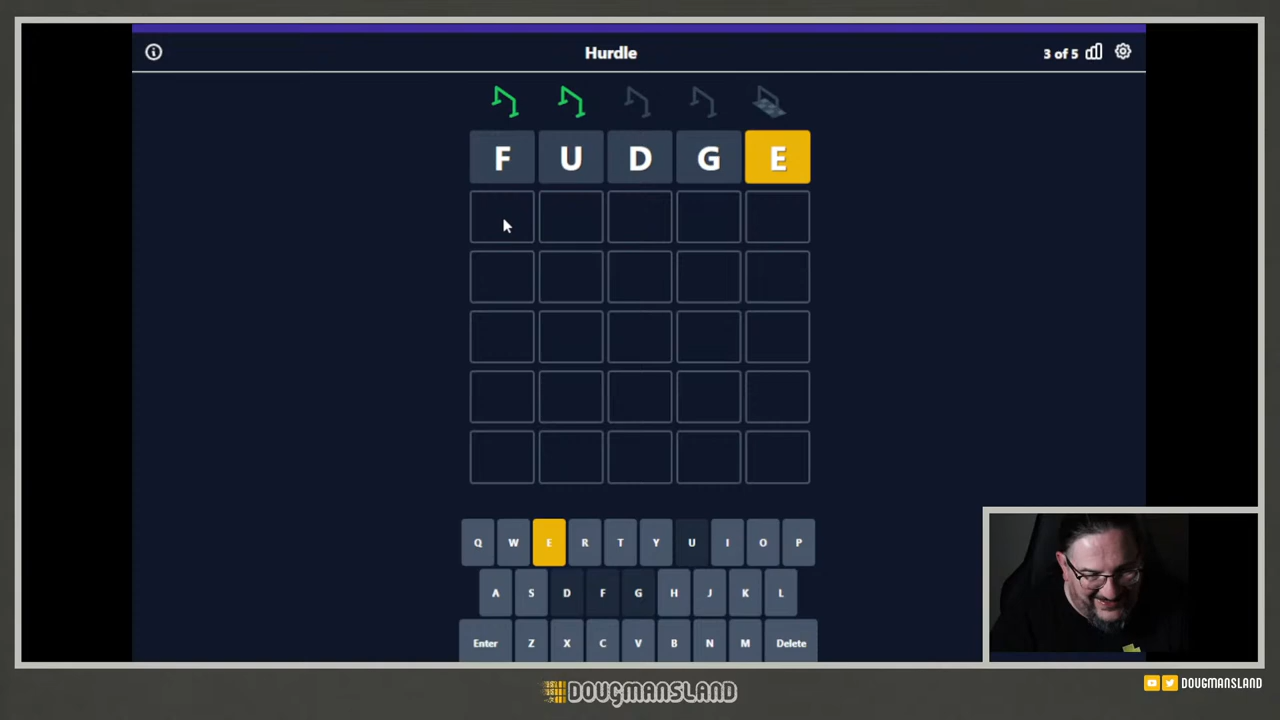 Hurdle
3 of 5
F U D G E
Q W E R T Y U I O P
A S D F G H J K L
Enter Z X C V B N M Delete
DOUGMANSLAND
DOUGMANSLAND